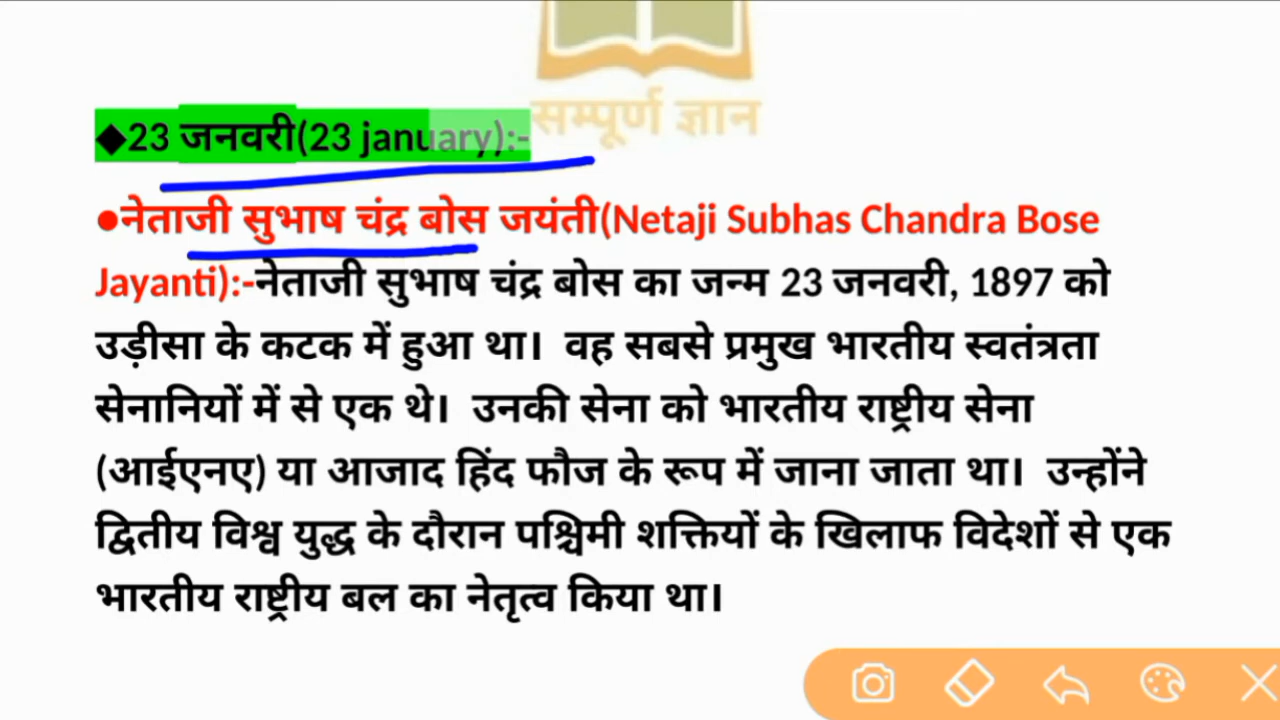 सम्पूर्ण ज्ञान
◆23 जनवरी(23 january):-
●नेताजी सुभाष चंद्र बोस जयंती(Netaji Subhas Chandra Bose
Jayanti):-नेताजी सुभाष चंद्र बोस का जन्म 23 जनवरी, 1897 को
उड़ीसा के कटक में हुआ था। वह सबसे प्रमुख भारतीय स्वतंत्रता
सेनानियों में से एक थे। उनकी सेना को भारतीय राष्ट्रीय सेना
(आईएनए) या आजाद हिंद फौज के रूप में जाना जाता था। उन्होंने
द्वितीय विश्व युद्ध के दौरान पश्चिमी शक्तियों के खिलाफ विदेशों से एक
भारतीय राष्ट्रीय बल का नेतृत्व किया था।